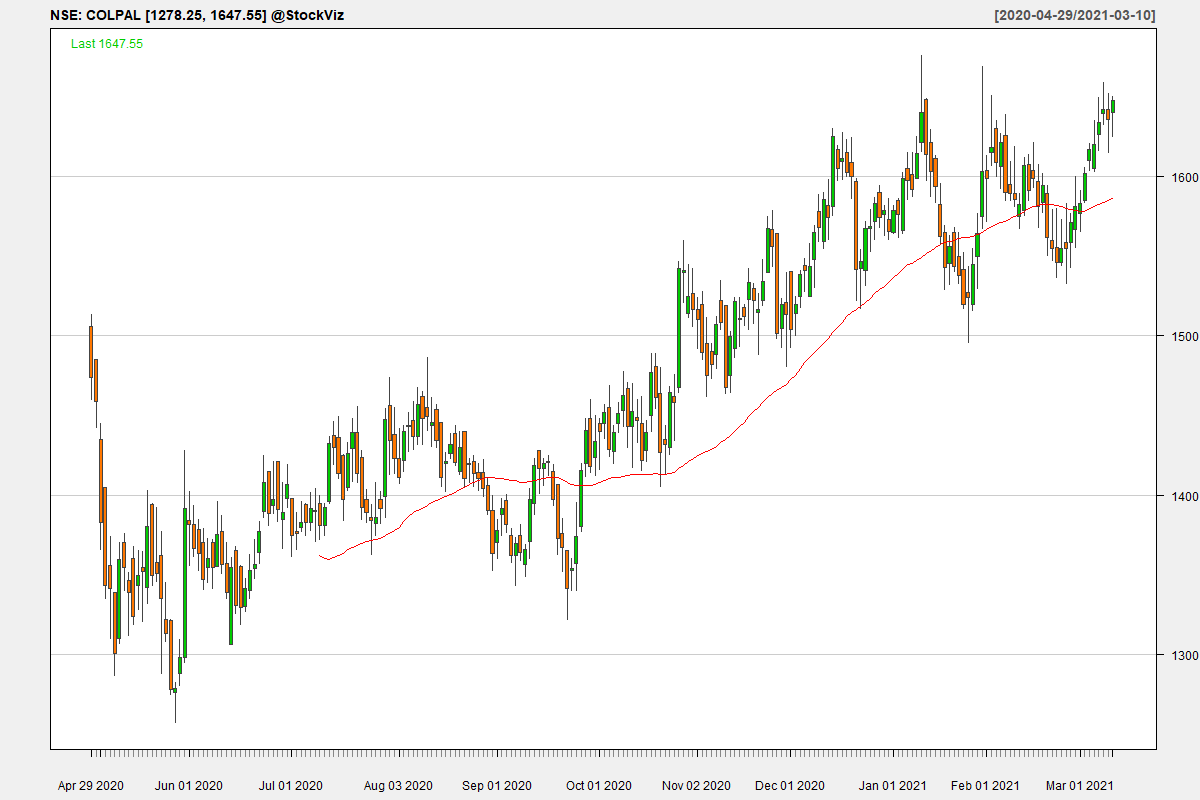 NSE: COLPAL [1278.25, 1647.55] @StockViz [2020-04-29/2021-03-10]
Last 1647.55
1600
1500
1400
1300
Apr 29 2020 Jun 01 2020 Jul 01 2020 Aug 03 2020 Sep 01 2020 Oct 01 2020 Nov 02 2020 Dec 01 2020 Jan 01 2021 Feb 01 2021 Mar 01 2021